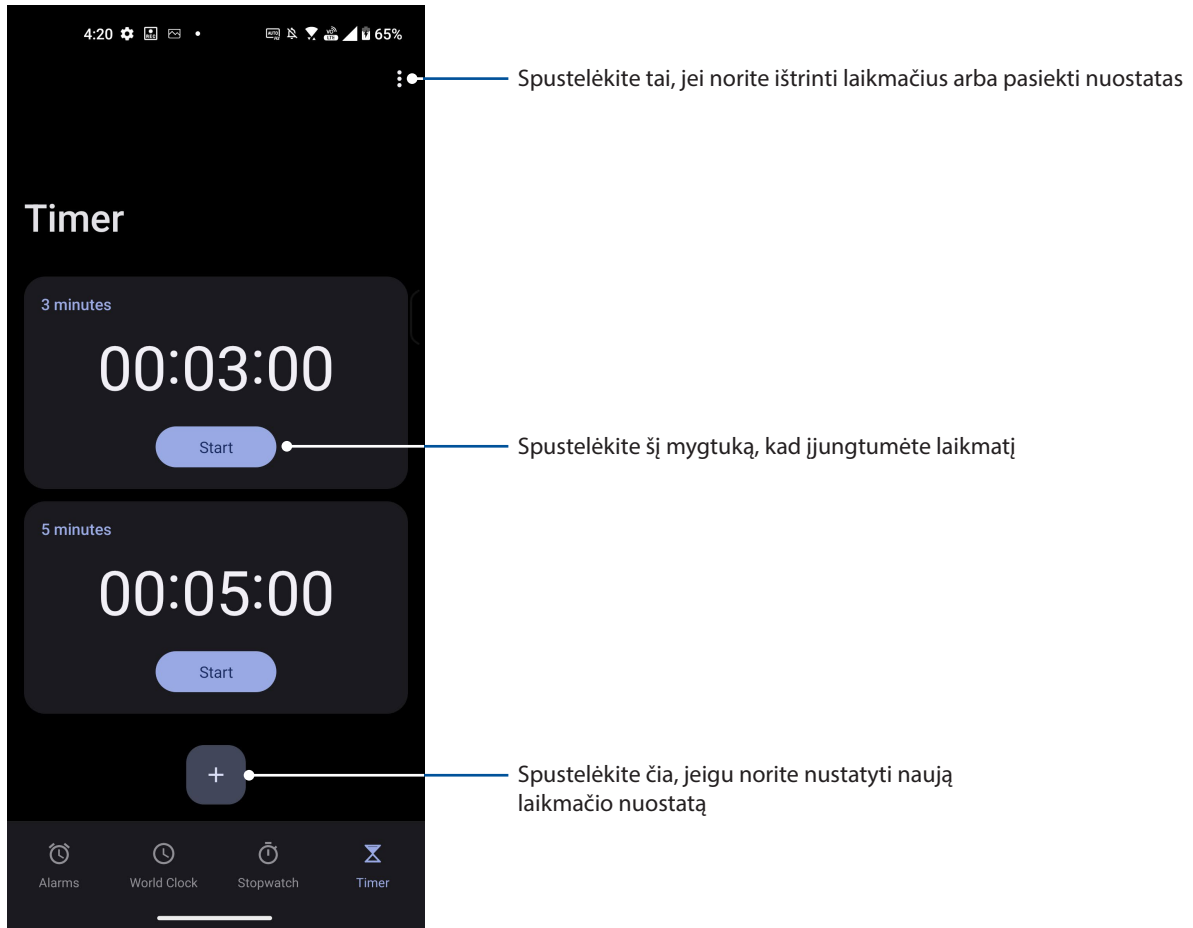 4:20 65%
Spustelėkite tai, jei norite ištrinti laikmačius arba pasiekti nuostatas
Timer
3 minutes
00:03:00
Start
Spustelėkite šį mygtuką, kad įjungtumėte laikmatį
5 minutes
00:05:00
Start
+
Spustelėkite čia, jeigu norite nustatyti naują
laikmačio nuostatą
Alarms World Clock Stopwatch Timer